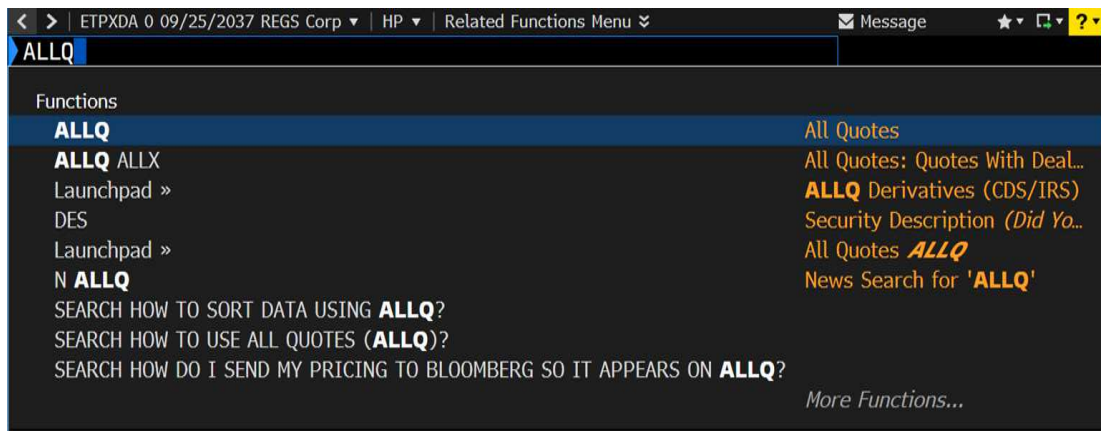 < > | ETPXDA 0 09/25/2037 REGS Corp ▾ | HP ▾ | Related Functions Menu Message ?
ALLQ
Functions
ALLQ All Quotes
ALLQ ALLX All Quotes: Quotes With Deal...
Launchpad » ALLQ Derivatives (CDS/IRS)
DES Security Description (Did Yo...
Launchpad » All Quotes ALLQ
N ALLQ News Search for 'ALLQ'
SEARCH HOW TO SORT DATA USING ALLQ?
SEARCH HOW TO USE ALL QUOTES (ALLQ)?
SEARCH HOW DO I SEND MY PRICING TO BLOOMBERG SO IT APPEARS ON ALLQ?
More Functions...